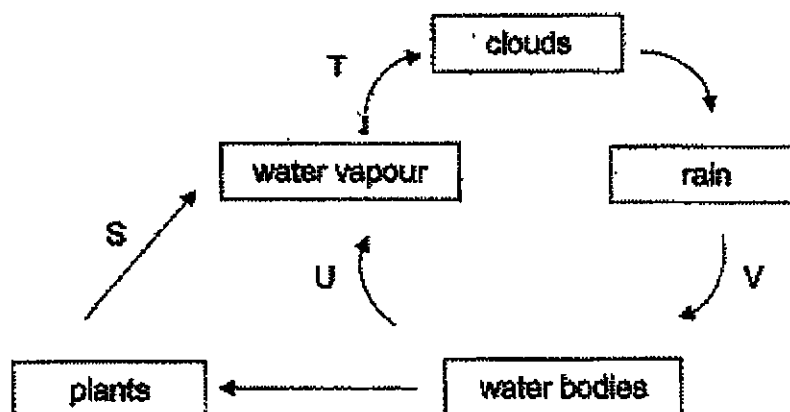 clouds
T
water vapour
rain
S
U
V
plants
water bodies